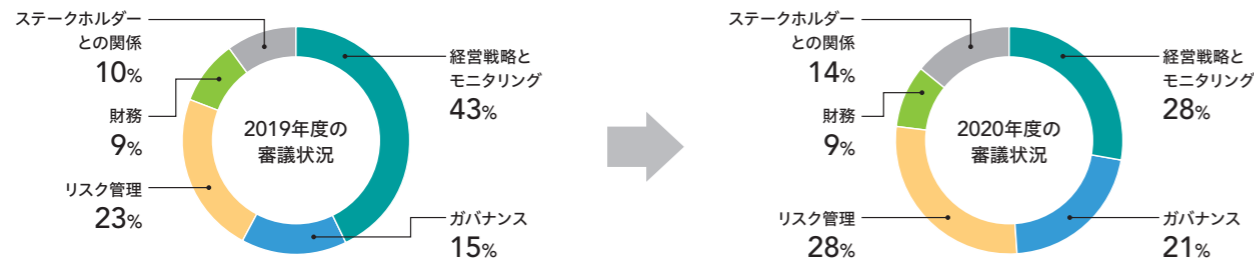 2019年度の
審議状況
経営戦略と
モニタリング
43%
ガバナンス
15%
リスク管理
23%
財務
9%
ステークホルダー
との関係
10%
2020年度の
審議状況
経営戦略と
モニタリング
28%
ガバナンス
21%
リスク管理
28%
財務
9%
ステークホルダー
との関係
14%